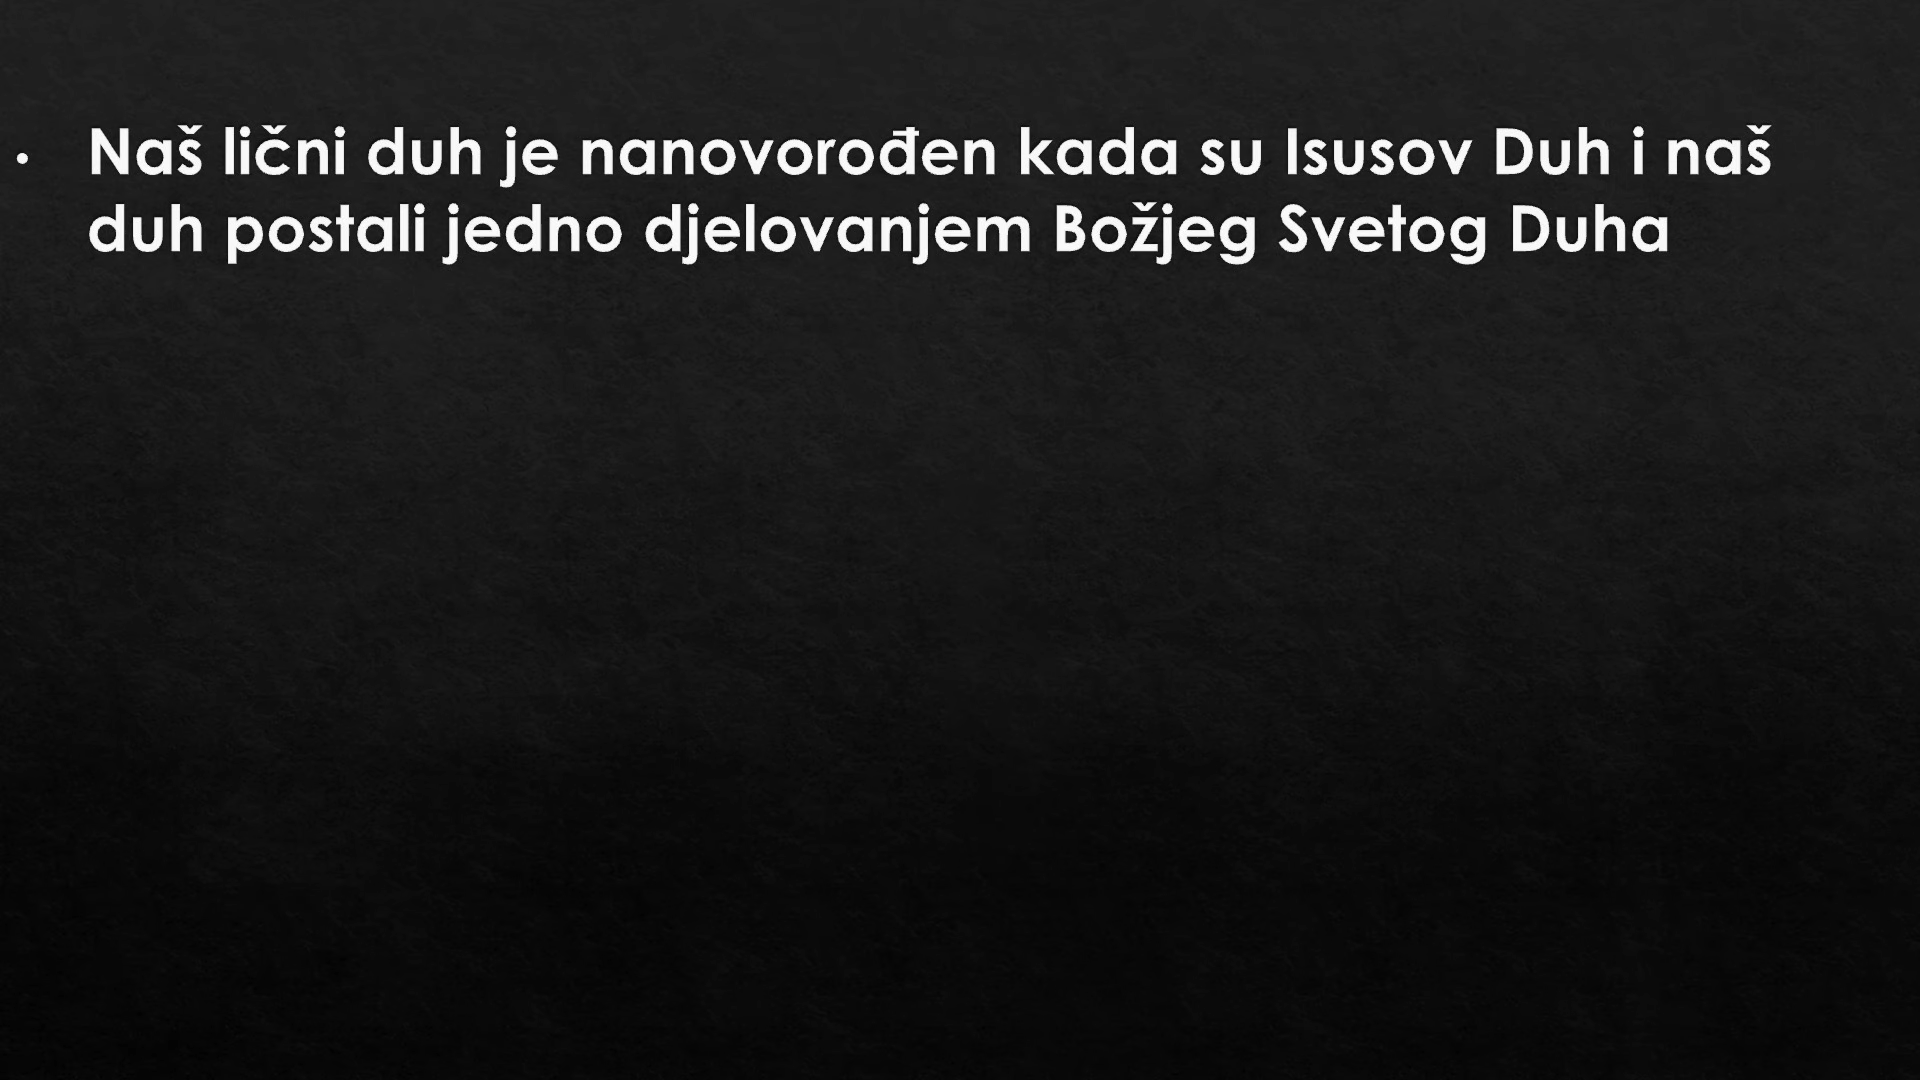 • Naš lični duh je nanovorođen kada su Isusov Duh i naš
duh postali jedno djelovanjem Božjeg Svetog Duha